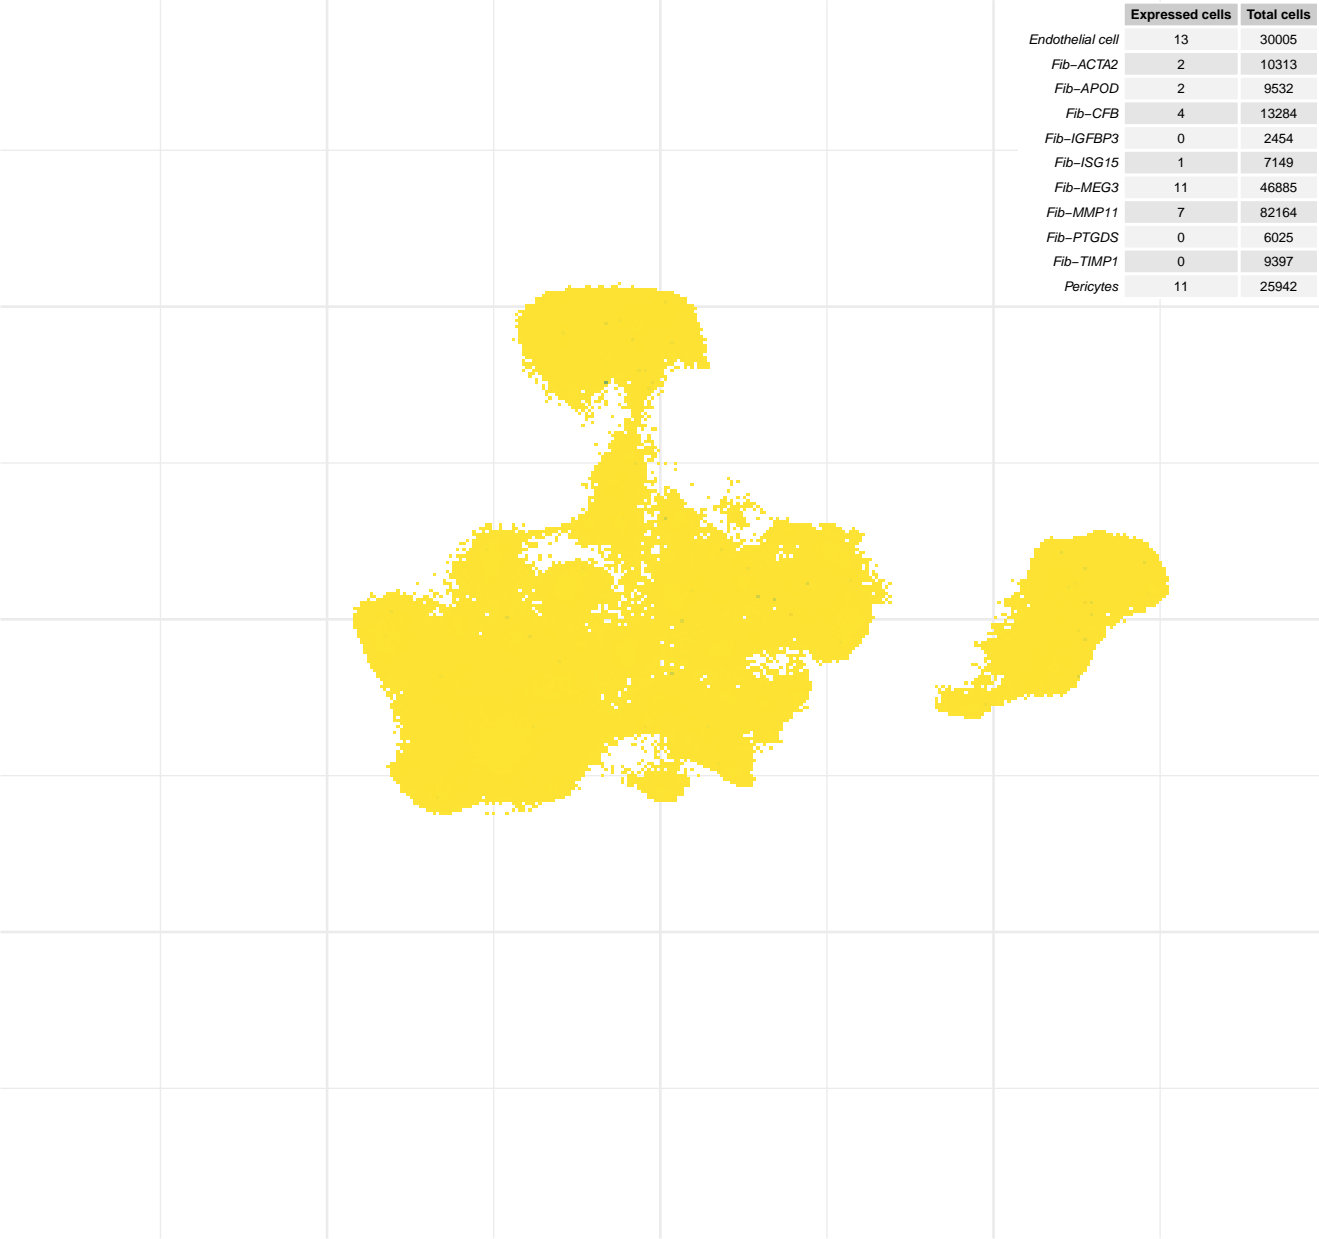 Expressed cells Total cells
Endothelial cell 13 30005
Fib−ACTA2 2 10313
Fib−APOD 2 9532
Fib−CFB 4 13284
Fib−IGFBP3 0 2454
Fib−ISG15 1 7149
Fib−MEG3 11 46885
Fib−MMP11 7 82164
Fib−PTGDS 0 6025
Fib−TIMP1 0 9397
Pericytes 11 25942